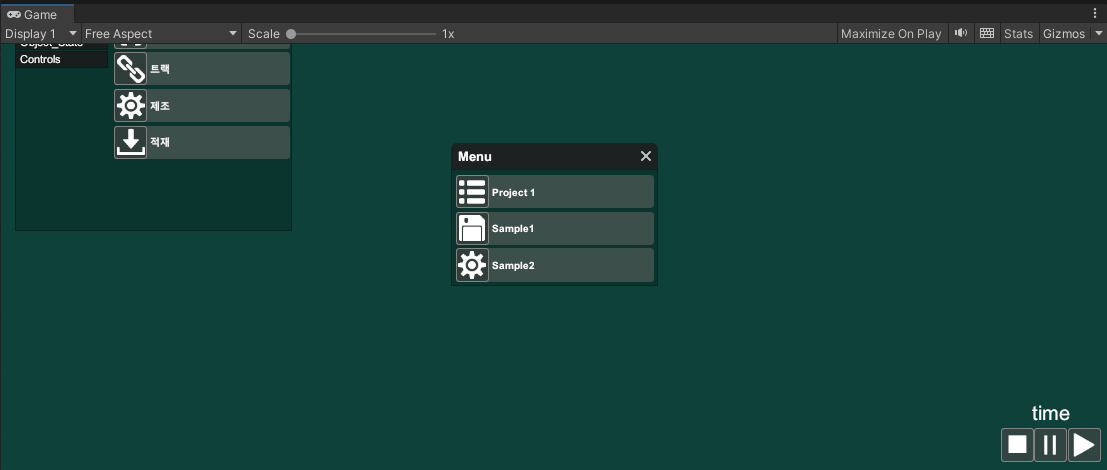 Game
Display 1 Free Aspect Scale 1x Maximize On Play Stats Gizmos
Controls
트랙
제조
적재
Menu
Project 1
Sample1
Sample2
time